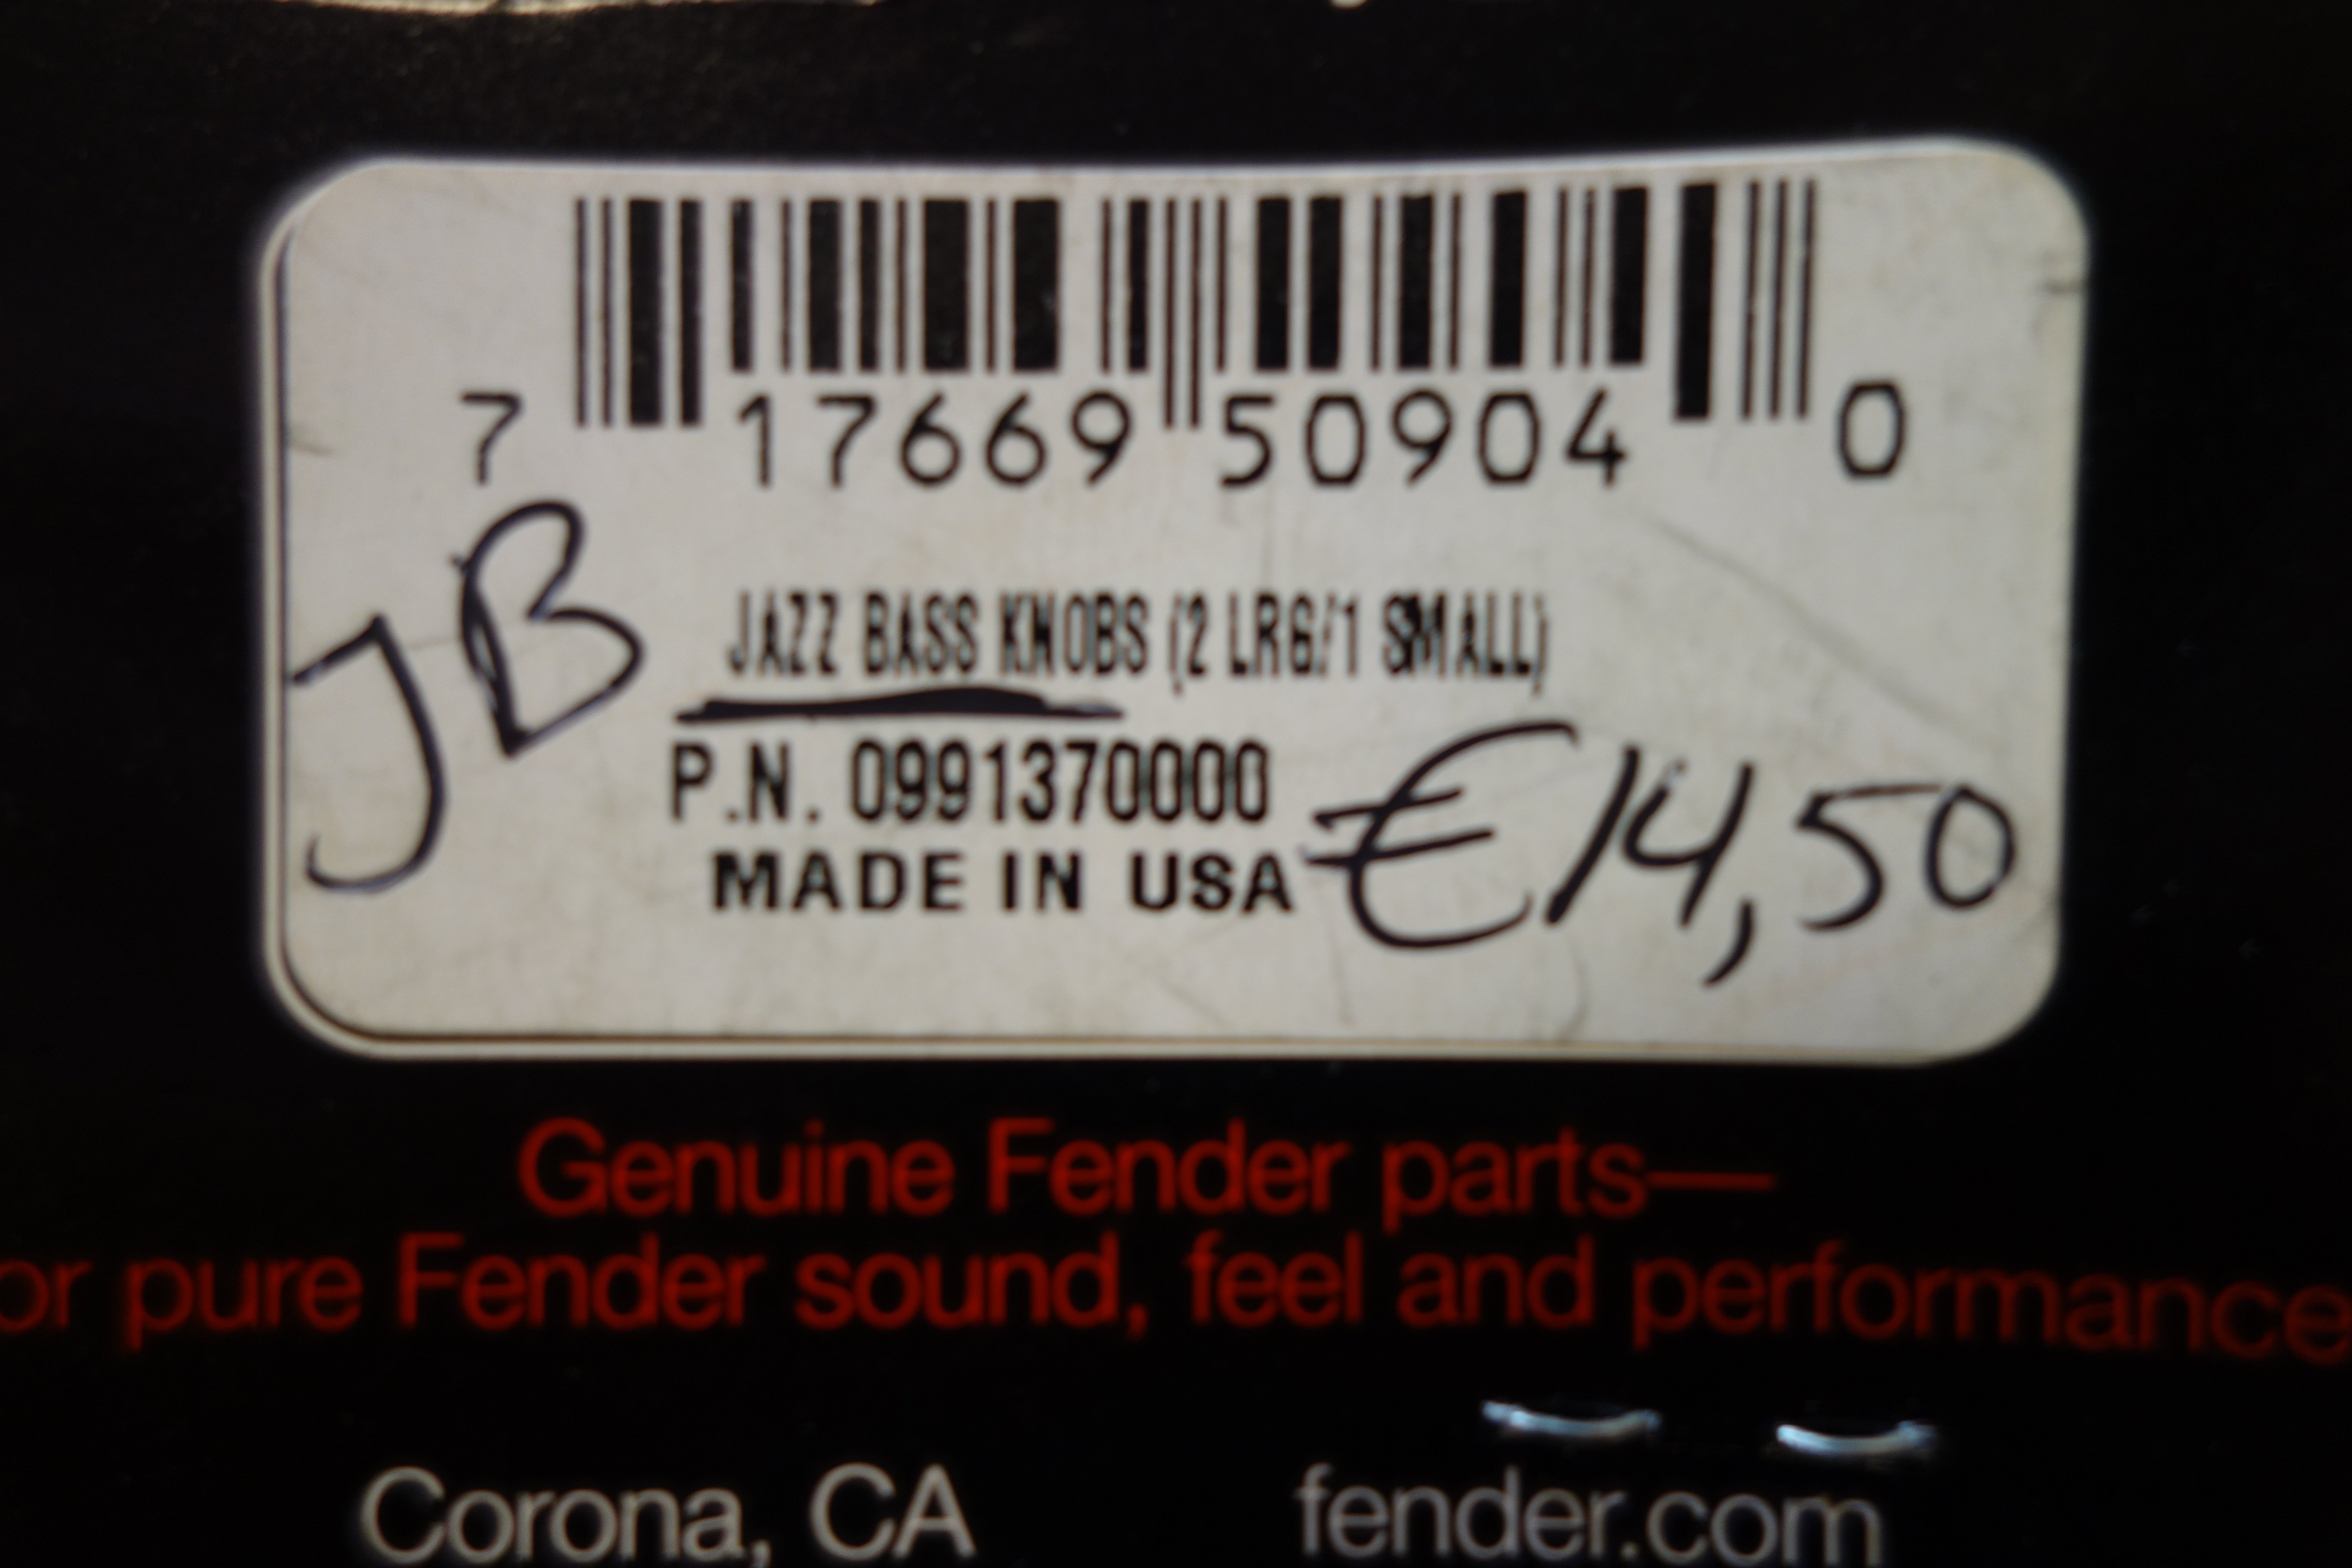 7 17669 50904 0
JB
JAZZ BASS KNOBS (2 LRG/1 SMALL)
P.N. 0991370000
MADE IN USA
€14,50
Genuine Fender parts—
or pure Fender sound, feel and performance
Corona, CA
fender.com